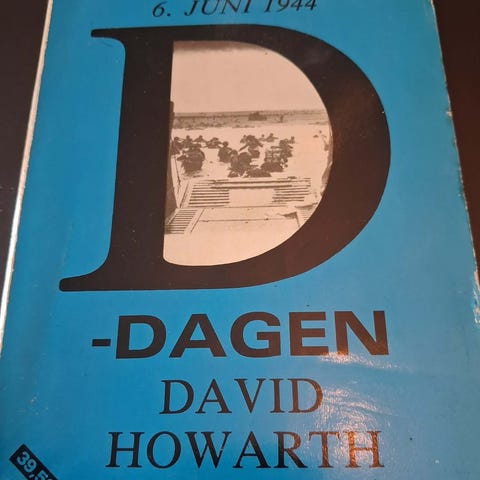 6. JUNI 1944
D
-DAGEN
DAVID
HOWARTH